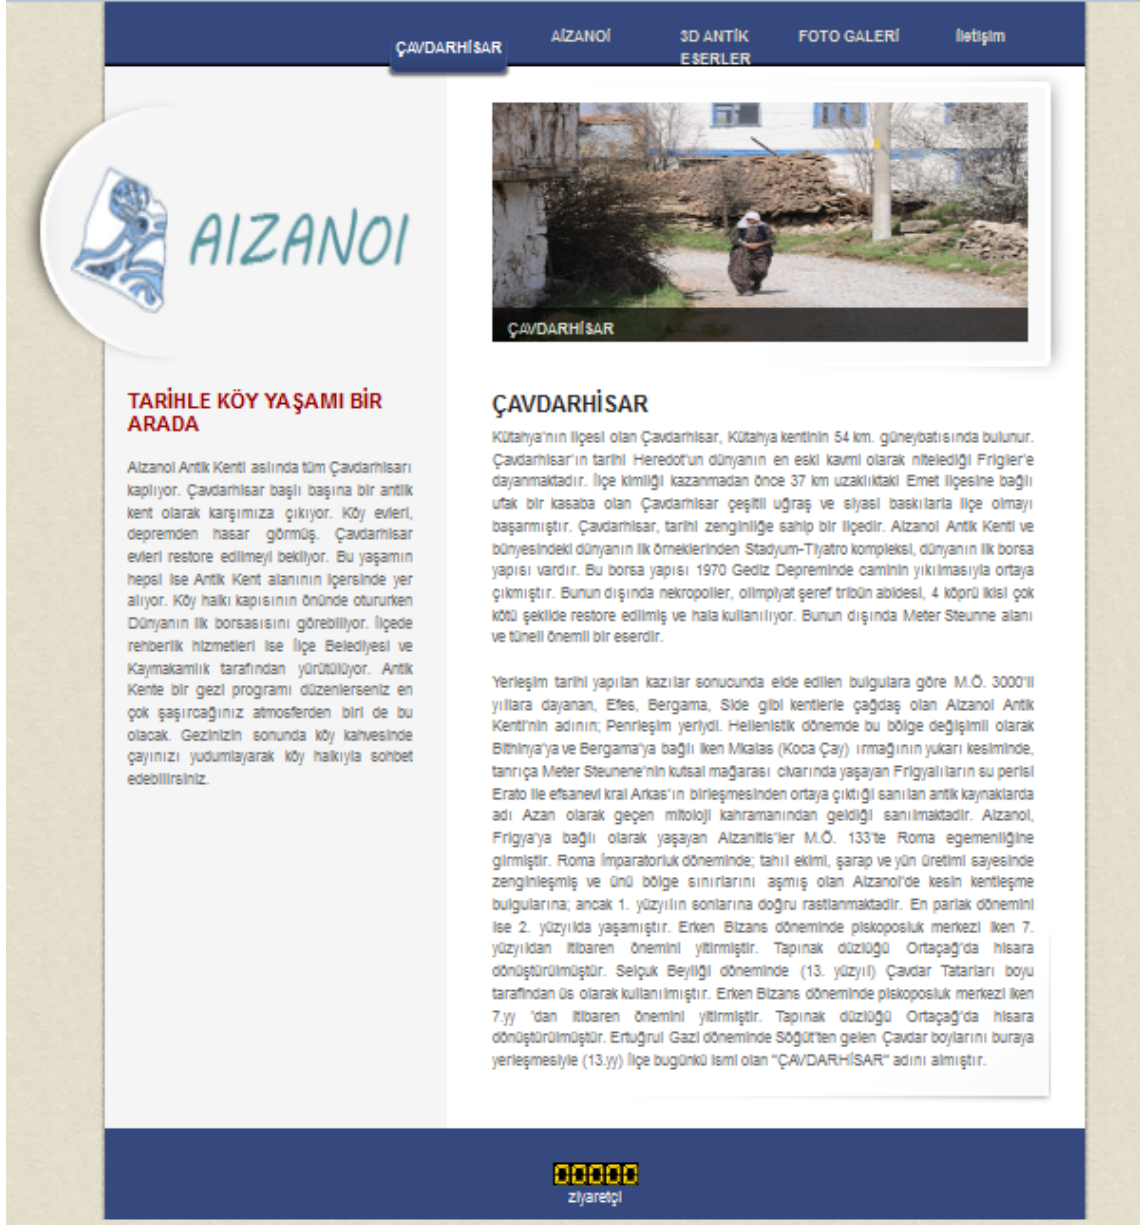 ÇAVDARHİSAR
AİZANOİ
3D ANTİK
ESERLER
FOTO GALERİ
İletişim
AIZANOI
ÇAVDARHİSAR
TARİHLE KÖY YAŞAMI BİR
ARADA
Aizanoi Antik Kenti aslında tüm Çavdarhisarı
kaplıyor. Çavdarhisar başlı başına bir antik
kent olarak karşımıza çıkıyor. Köy evleri,
depremden hasar görmüş. Çavdarhisar
evleri restore edilmeyi bekliyor. Bu yaşamın
hepsi ise Antik Kent alanının içersinde yer
alıyor. Köy halkı kapısının önünde otururken
Dünyanın ilk borsasısını görebiliyor. İlçede
rehberlik hizmetleri ise İlçe Belediyesi ve
Kaymakamlık tarafından yürütülüyor. Antik
Kente bir gezi programı düzenlerseniz en
çok şaşırcağınız atmosferden biri de bu
olacak. Gezinizin sonunda köy kahvesinde
çayınızı yudumlayarak köy halkıyla sohbet
edebilirsiniz.
ÇAVDARHİSAR
Kütahya'nın ilçesi olan Çavdarhisar, Kütahya kentinin 54 km. güneybatısında bulunur.
Çavdarhisar'ın tarihi Heredot'un dünyanın en eski kavmi olarak nitelediği Frigler'e
dayanmaktadır. İlçe kimliği kazanmadan önce 37 km uzaklıktaki Emet ilçesine bağlı
ufak bir kasaba olan Çavdarhisar çeşitli uğraş ve siyasi baskılarla ilçe olmayı
başarmıştır. Çavdarhisar, tarihi zenginliğe sahip bir ilçedir. Aizanoi Antik Kenti ve
bünyesindeki dünyanın ilk örneklerinden Stadyum-Tiyatro kompleksi, dünyanın ilk borsa
yapısı vardır. Bu borsa yapısı 1970 Gediz Depreminde caminin yıkılmasıyla ortaya
çıkmıştır. Bunun dışında nekropoller, olimpiyat şeref tribün abidesi, 4 köprü ikisi çok
kötü şekilde restore edilmiş ve hala kullanılıyor. Bunun dışında Meter Steunne alanı
ve tüneli önemli bir eserdir.
Yerleşim tarihi yapılan kazılar sonucunda elde edilen bulgulara göre M.Ö. 3000'li
yıllara dayanan, Efes, Bergama, Side gibi kentlerle çağdaş olan Aizanoi Antik
Kenti'nin adının; Penrleşim yeriydi. Hellenistik dönemde bu bölge değişimli olarak
Bithinya'ya ve Bergama'ya bağlı iken Mkalas (Koca Çay) ırmağının yukarı kesiminde,
tanrıça Meter Steunene'nin kutsal mağarası civarında yaşayan Frigyalıların su perisi
Erato ile efsanevi kral Arkas'ın birleşmesinden ortaya çıktığı sanılan antik kaynaklarda
adı Azan olarak geçen mitoloji kahramanından geldiği sanılmaktadır. Aizanoi,
Frigya'ya bağlı olarak yaşayan Aizanitis'ler M.Ö. 133'te Roma egemenliğine
girmiştir. Roma İmparatorluk döneminde; tahıl ekimi, şarap ve yün üretimi sayesinde
zenginleşmiş ve ünü bölge sınırlarını aşmış olan Aizanoi'de kesin kentleşme
bulgularına; ancak 1. yüzyılın sonlarına doğru rastlanmaktadır. En parlak dönemini
ise 2. yüzyılda yaşamıştır. Erken Bizans döneminde piskoposluk merkezi iken 7.
yüzyıldan itibaren önemini yitirmiştir. Tapınak düzlüğü Ortaçağ'da hisara
dönüştürülmüştür. Selçuk Beyliği döneminde (13. yüzyıl) Çavdar Tatarları boyu
tarafından üs olarak kullanılmıştır. Erken Bizans döneminde piskoposluk merkezi iken
7.yy 'dan itibaren önemini yitirmiştir. Tapınak düzlüğü Ortaçağ'da hisara
dönüştürülmüştür. Ertuğrul Gazi döneminde Söğüt'ten gelen Çavdar boylarını buraya
yerleşmesiyle (13.yy) İlçe bugünkü ismi olan "ÇAVDARHİSAR" adını almıştır.
00000
ziyaretçi